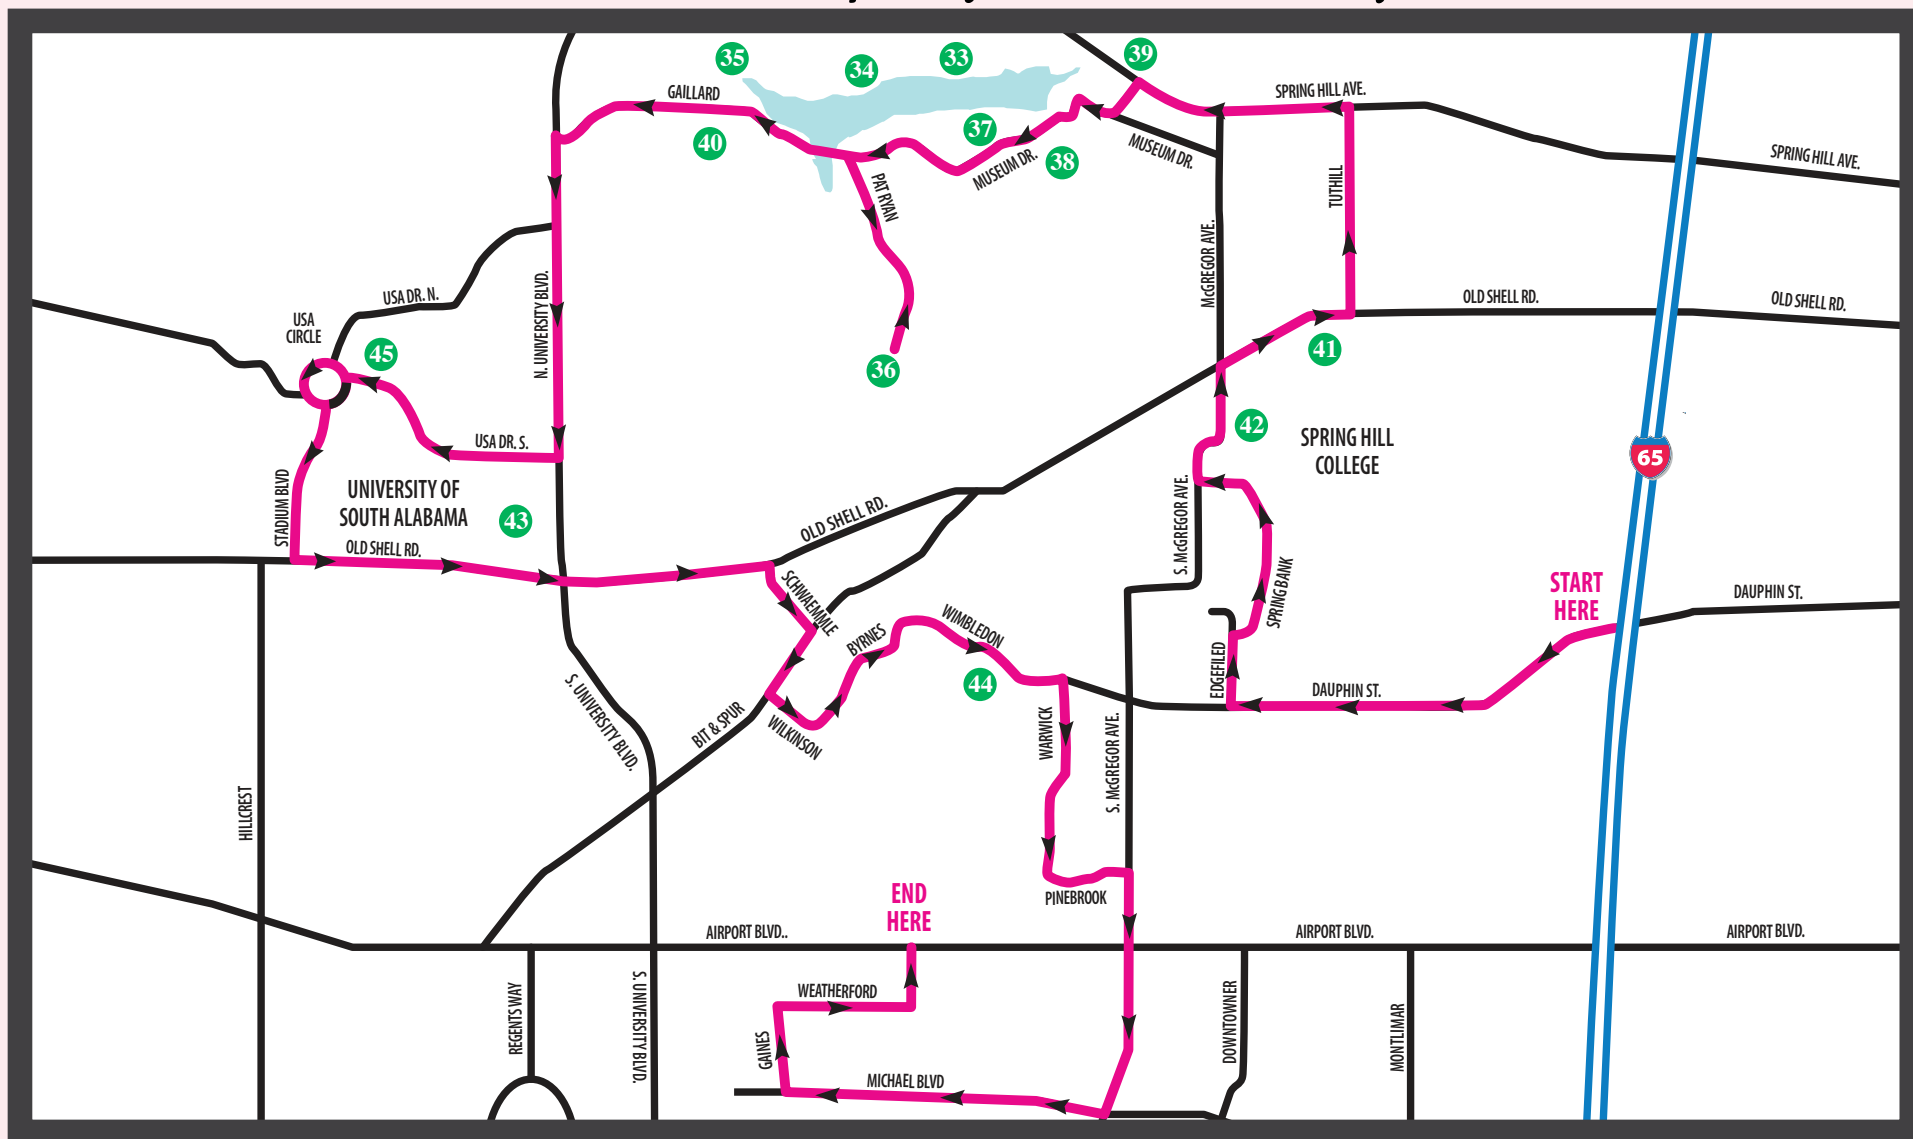 35
34
33
39
GAILLARD
SPRING HILL AVE.
40
37
38
MUSEUM DR.
MUSEUM DR.
SPRING HILL AVE.
PAT RYAN
TUTHILL
McGREGOR AVE.
N. UNIVERSITY BLVD.
USA DR. N.
OLD SHELL RD.
OLD SHELL RD.
USA
CIRCLE
45
36
41
42
USA DR. S.
SPRING HILL
COLLEGE
65
STADIUM BLVD
UNIVERSITY OF
SOUTH ALABAMA
43
OLD SHELL RD.
OLD SHELL RD.
S. McGREGOR AVE.
SCHWAEMMLE
SPRING BANK
START
HERE
DAUPHIN ST.
BYRNES
WIMBLEDON
44
EDGEFILED
DAUPHIN ST.
S. UNIVERSITY BLVD.
BIT & SPUR
WILKINSON
WARWICK
S. McGREGOR AVE.
HILLCREST
PINEBROOK
END
HERE
AIRPORT BLVD..
AIRPORT BLVD.
AIRPORT BLVD.
REGENTS WAY
S. UNIVERSITY BLVD.
WEATHERFORD
GAINES
MICHAEL BLVD
DOWNTOWNER
MONTLIMAR